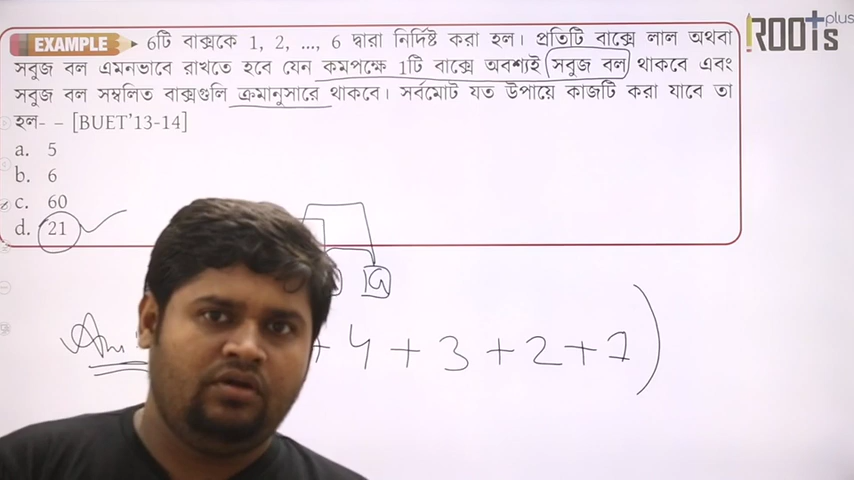 EXAMPLE 6টি বাক্সকে 1, 2, ..., 6 দ্বারা নির্দিষ্ট করা হল। প্রতিটি বাক্সে লাল অথবা
ROOTs plus
সবুজ বল এমনভাবে রাখতে হবে যেন কমপক্ষে 1টি বাক্সে অবশ্যই সবুজ বল থাকবে এবং
সবুজ বল সম্বলিত বাক্সগুলি ক্রমানুসারে থাকবে। সর্বমোট যত উপায়ে কাজটি করা যাবে তা
হল- – [BUET'13-14]
a. 5
b. 6
c. 60
d. 21
G
+ 4 + 3 + 2 + 1 )